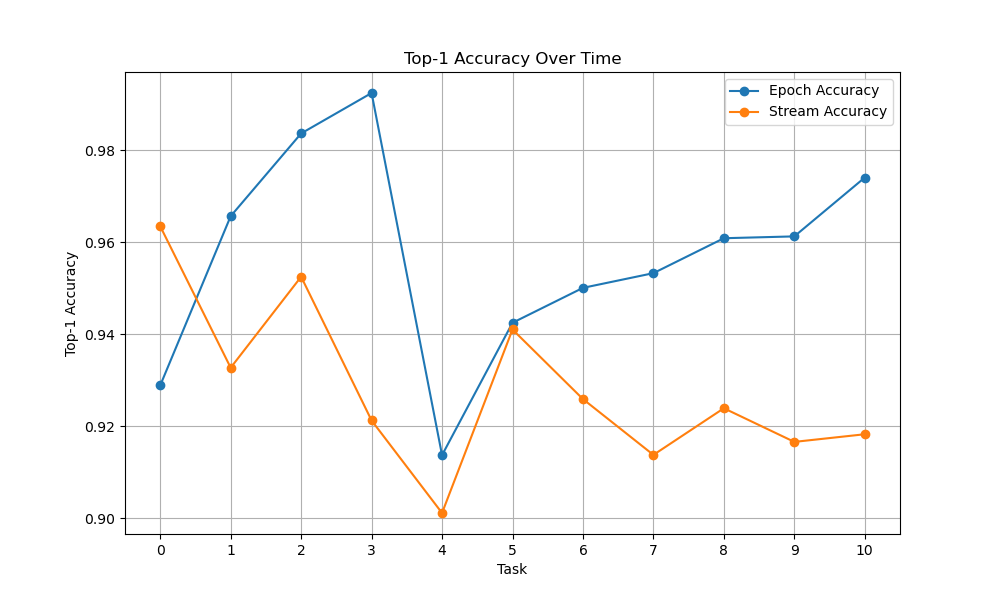 Top-1 Accuracy Over Time
Epoch Accuracy
Stream Accuracy
Top-1 Accuracy
0.98
0.96
0.94
0.92
0.90
0 1 2 3 4 5 6 7 8 9 10
Task